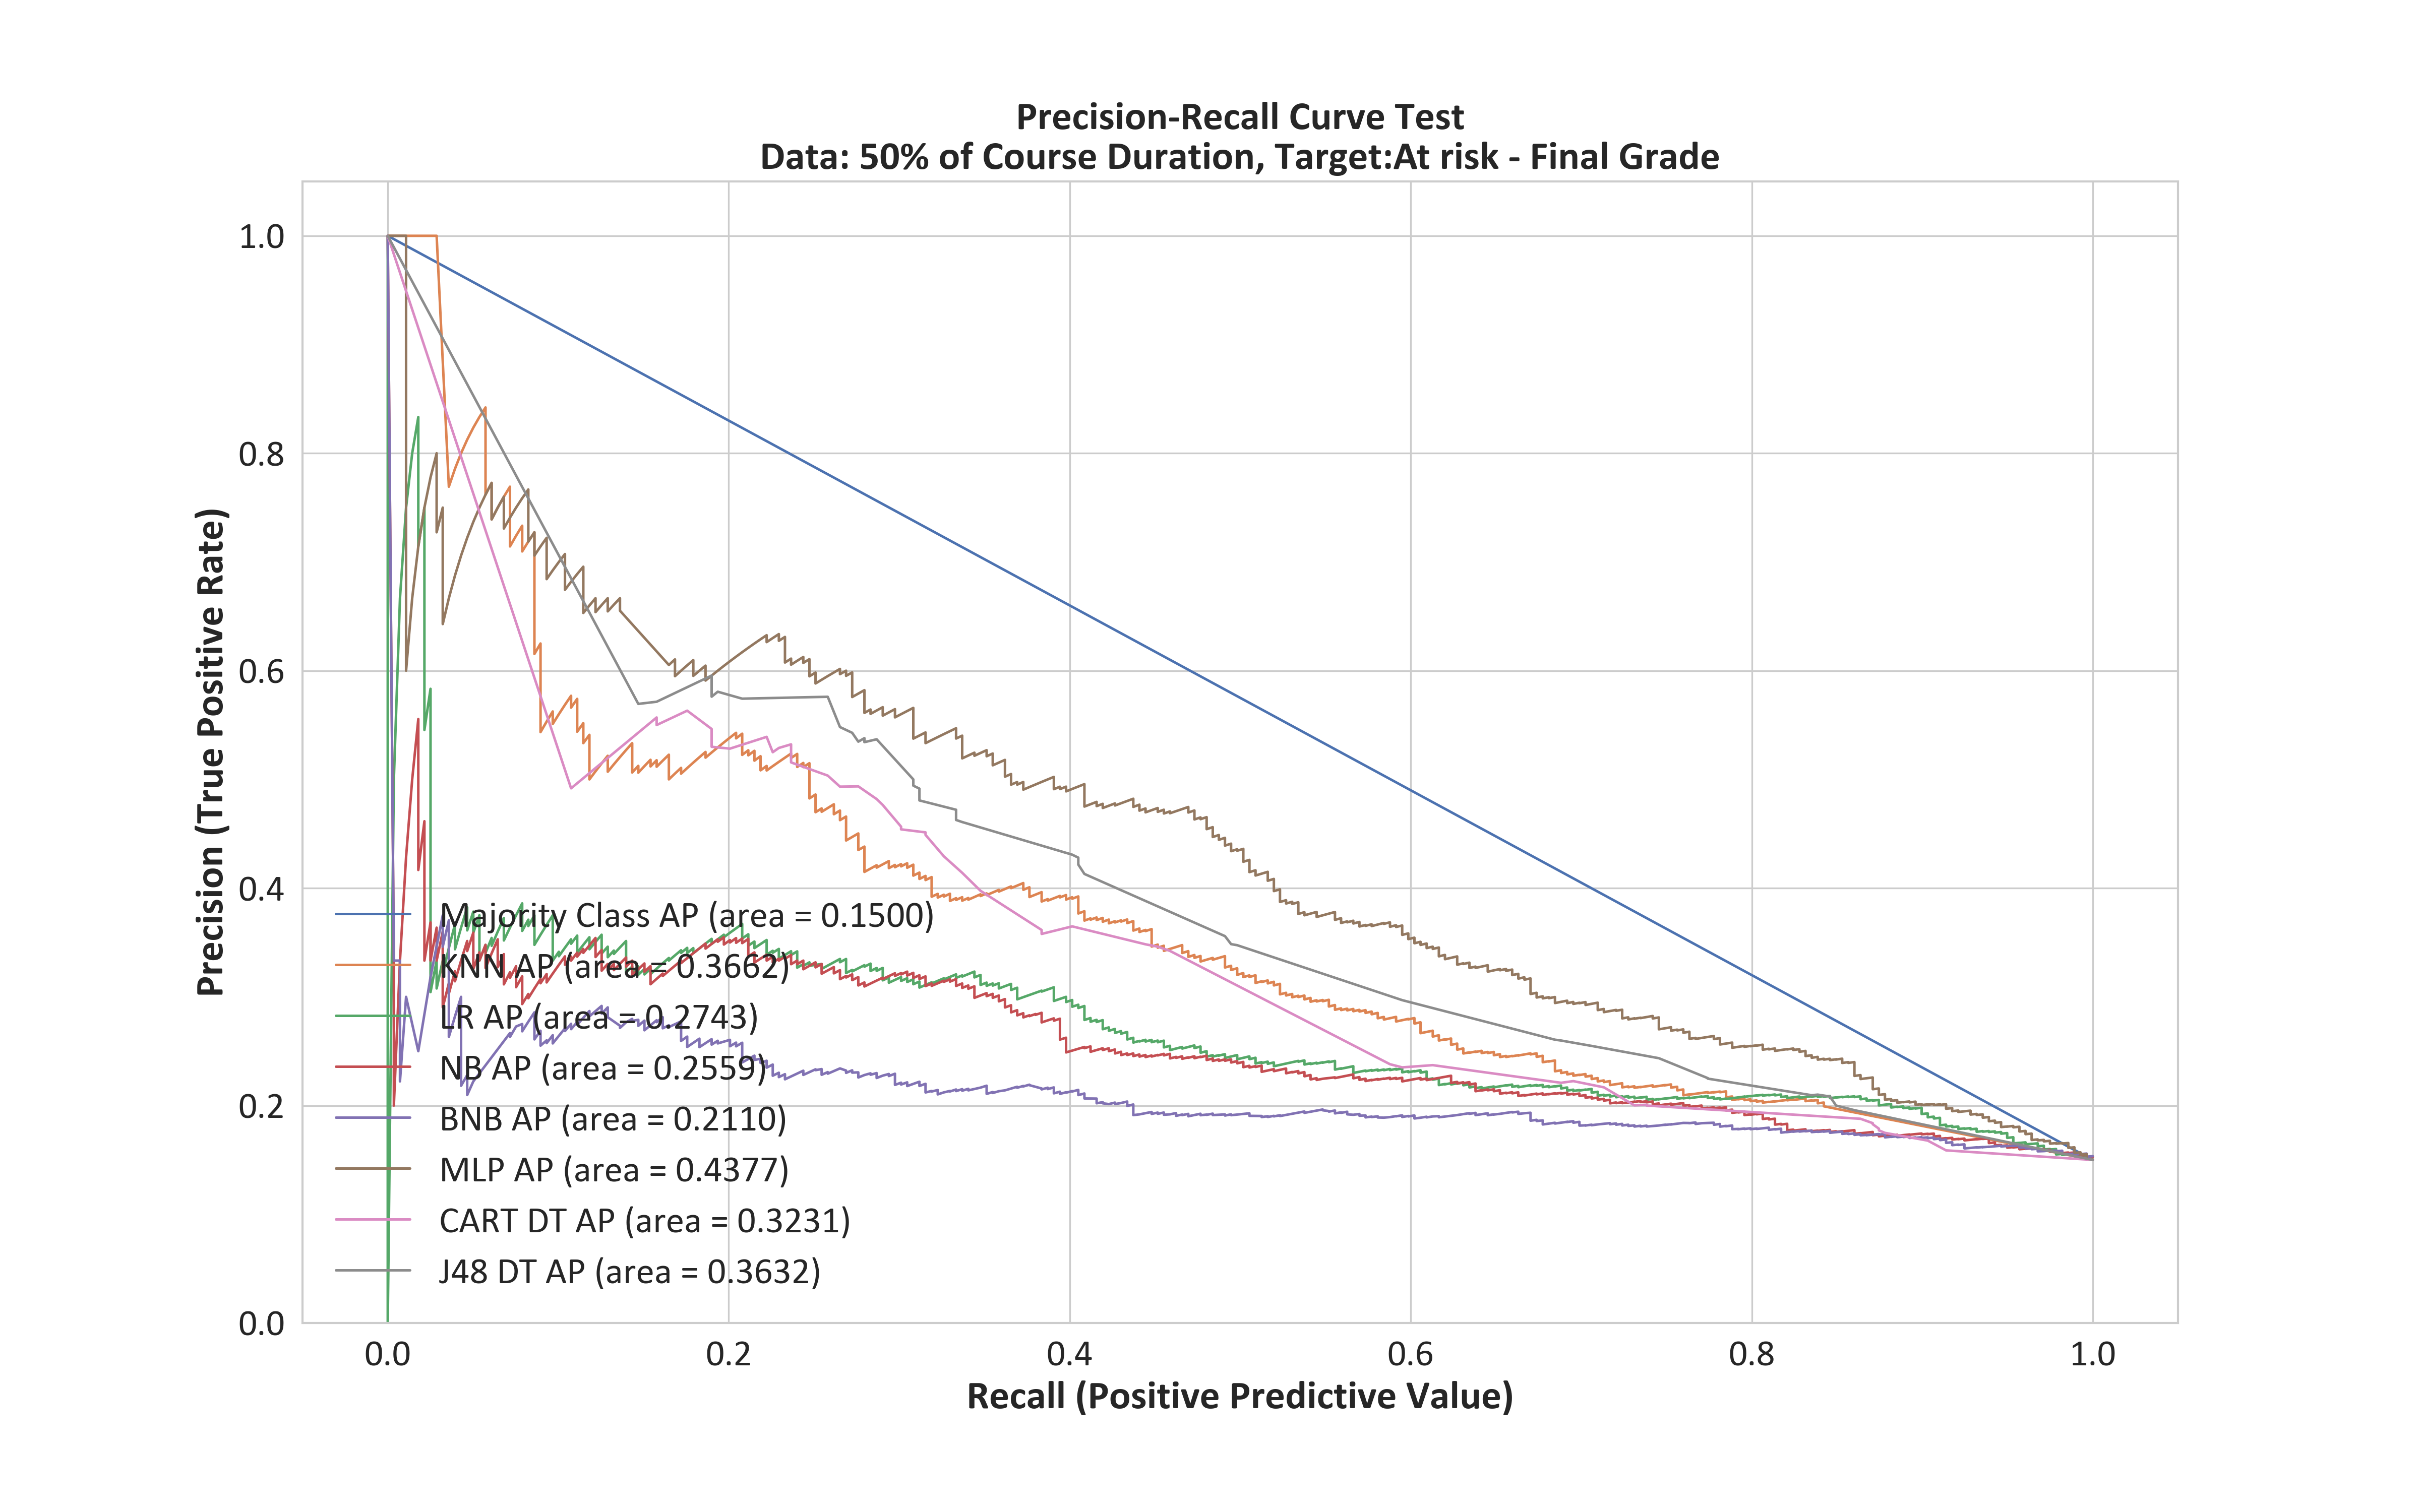 Precision-Recall Curve Test
Data: 50% of Course Duration, Target:At risk - Final Grade
Precision (True Positive Rate)
1.0
0.8
0.6
0.4
0.2
0.0
Majority Class AP (area = 0.1500)
KNN AP (area = 0.3662)
LR AP (area = 0.2743)
NB AP (area = 0.2559)
BNB AP (area = 0.2110)
MLP AP (area = 0.4377)
CART DT AP (area = 0.3231)
J48 DT AP (area = 0.3632)
0.0 0.2 0.4 0.6 0.8 1.0
Recall (Positive Predictive Value)